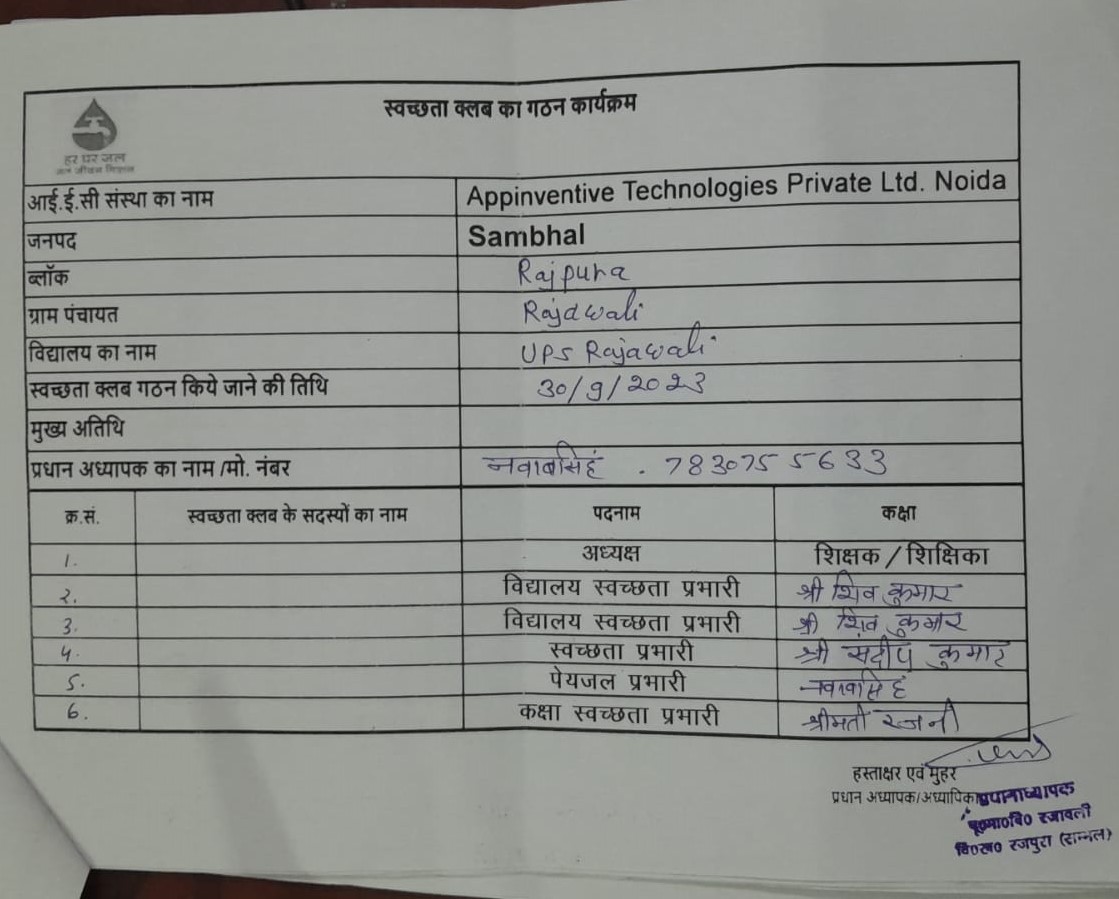 स्वच्छता क्लब का गठन कार्यक्रम
हर घर जल
जल जीवन मिशन
आई.ई.सी संस्था का नाम Appinventive Technologies Private Ltd. Noida
जनपद Sambhal
ब्लॉक Rajpura
ग्राम पंचायत Rajawali
विद्यालय का नाम UPS Rajawali
स्वच्छता क्लब गठन किये जाने की तिथि 30/9/2023
मुख्य अतिथि
प्रधान अध्यापक का नाम /मो. नंबर नवाबसिहं . 7830755633
क्र.सं. स्वच्छता क्लब के सदस्यों का नाम पदनाम कक्षा
1. अध्यक्ष शिक्षक / शिक्षिका
2. विद्यालय स्वच्छता प्रभारी श्री शिव कुमार
3. विद्यालय स्वच्छता प्रभारी श्री शिव कुमार
4. स्वच्छता प्रभारी श्री संदीप कुमार
5. पेयजल प्रभारी नवाबसिहं
6. कक्षा स्वच्छता प्रभारी श्रीमती रजनी
हस्ताक्षर एवं मुहर
प्रधान अध्यापक/अध्यापिका
प्रधानाध्यापक
पू०मा०वि० रजावली
वि०ख० रजपुरा (सम्भल)